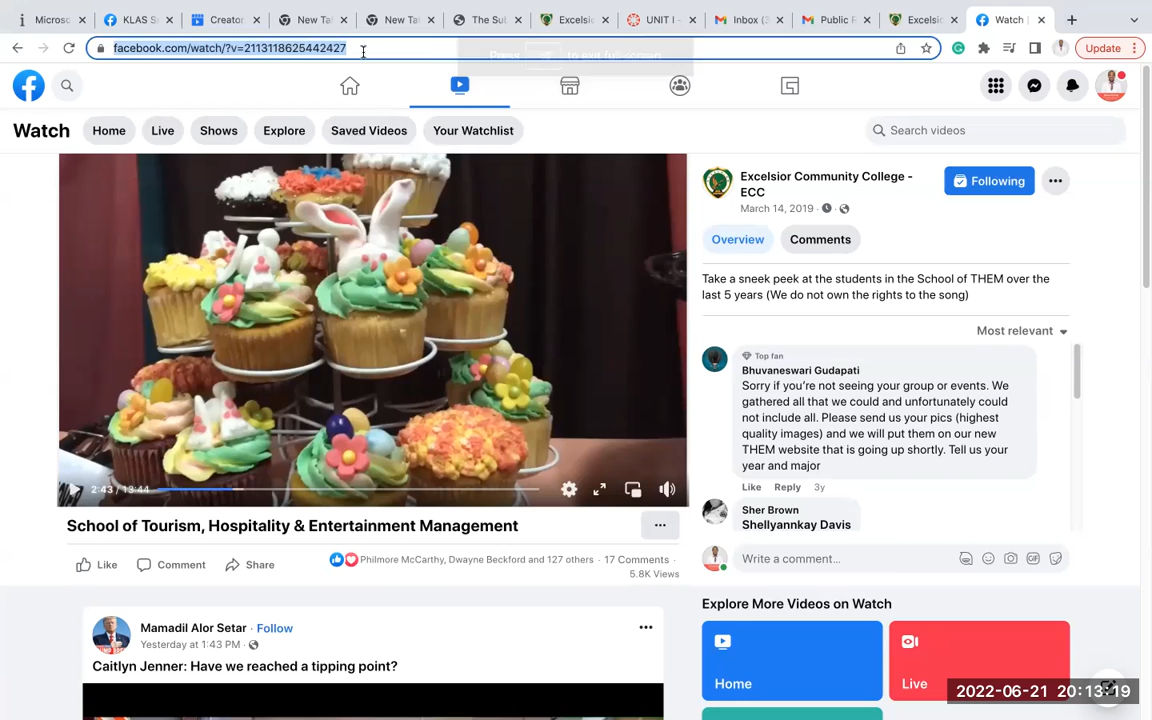 Microso
KLAS S
Creator
New Ta
New Ta
The Sul
Excelsio
UNIT I -
Inbox (3
Public R
Excelsio
Watch |
facebook.com/watch/?v=2113118625442427
Press
to exit full screen
Update
Watch
Home
Live
Shows
Explore
Saved Videos
Your Watchlist
Search videos
Excelsior Community College -
ECC
Following
March 14, 2019
Overview
Comments
Take a sneek peek at the students in the School of THEM over the
last 5 years (We do not own the rights to the song)
Most relevant
Top fan
Bhuvaneswari Gudapati
Sorry if you're not seeing your group or events. We
gathered all that we could and unfortunately could
not include all. Please send us your pics (highest
quality images) and we will put them on our new
THEM website that is going up shortly. Tell us your
year and major
Like Reply 3y
Sher Brown
Shellyannkay Davis
Write a comment...
2:43 / 13:44
School of Tourism, Hospitality & Entertainment Management
Like
Comment
Share
Philmore McCarthy, Dwayne Beckford and 127 others · 17 Comments ·
5.8K Views
Mamadil Alor Setar · Follow
Yesterday at 1:43 PM ·
Caitlyn Jenner: Have we reached a tipping point?
Explore More Videos on Watch
Home
Live
2022-06-21 20:13:19